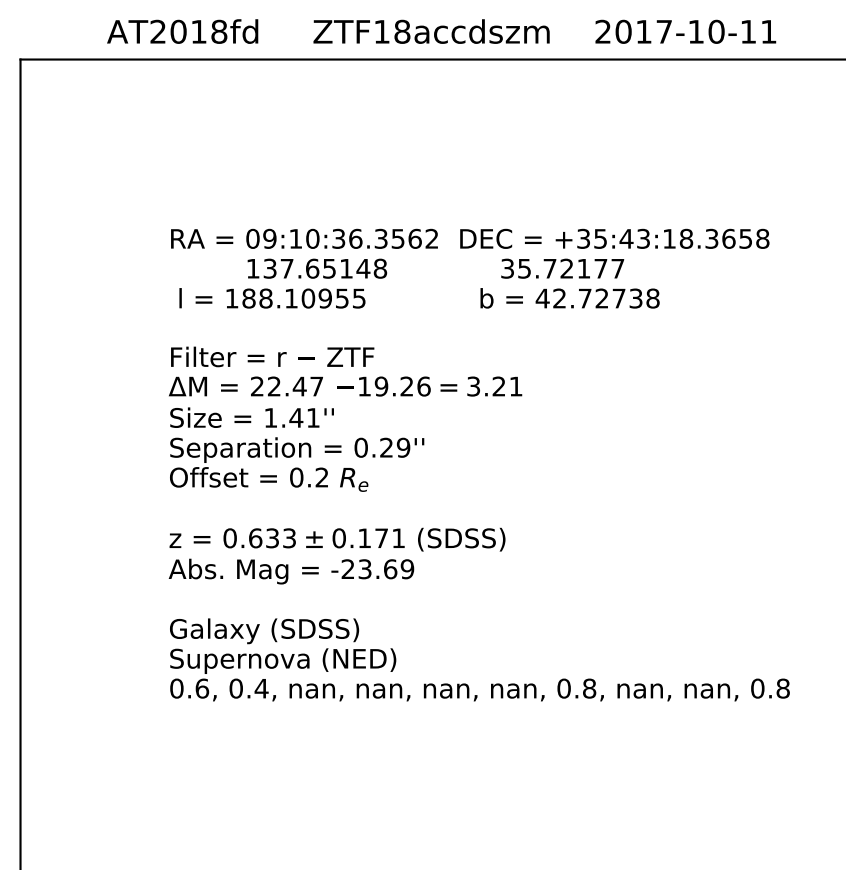 AT2018fd ZTF18accdszm 2017-10-11
RA = 09:10:36.3562 DEC = +35:43:18.3658
137.65148 35.72177
l = 188.10955 b = 42.72738
Filter = r − ZTF
ΔM = 22.47 −19.26 = 3.21
Size = 1.41''
Separation = 0.29''
Offset = 0.2 Rₑ
z = 0.633 ± 0.171 (SDSS)
Abs. Mag = -23.69
Galaxy (SDSS)
Supernova (NED)
0.6, 0.4, nan, nan, nan, nan, 0.8, nan, nan, 0.8